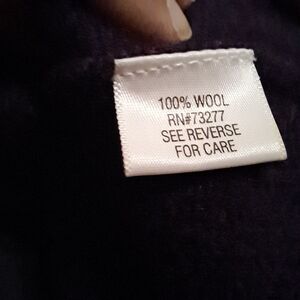 100% WOOL
RN#73277
SEE REVERSE
FOR CARE